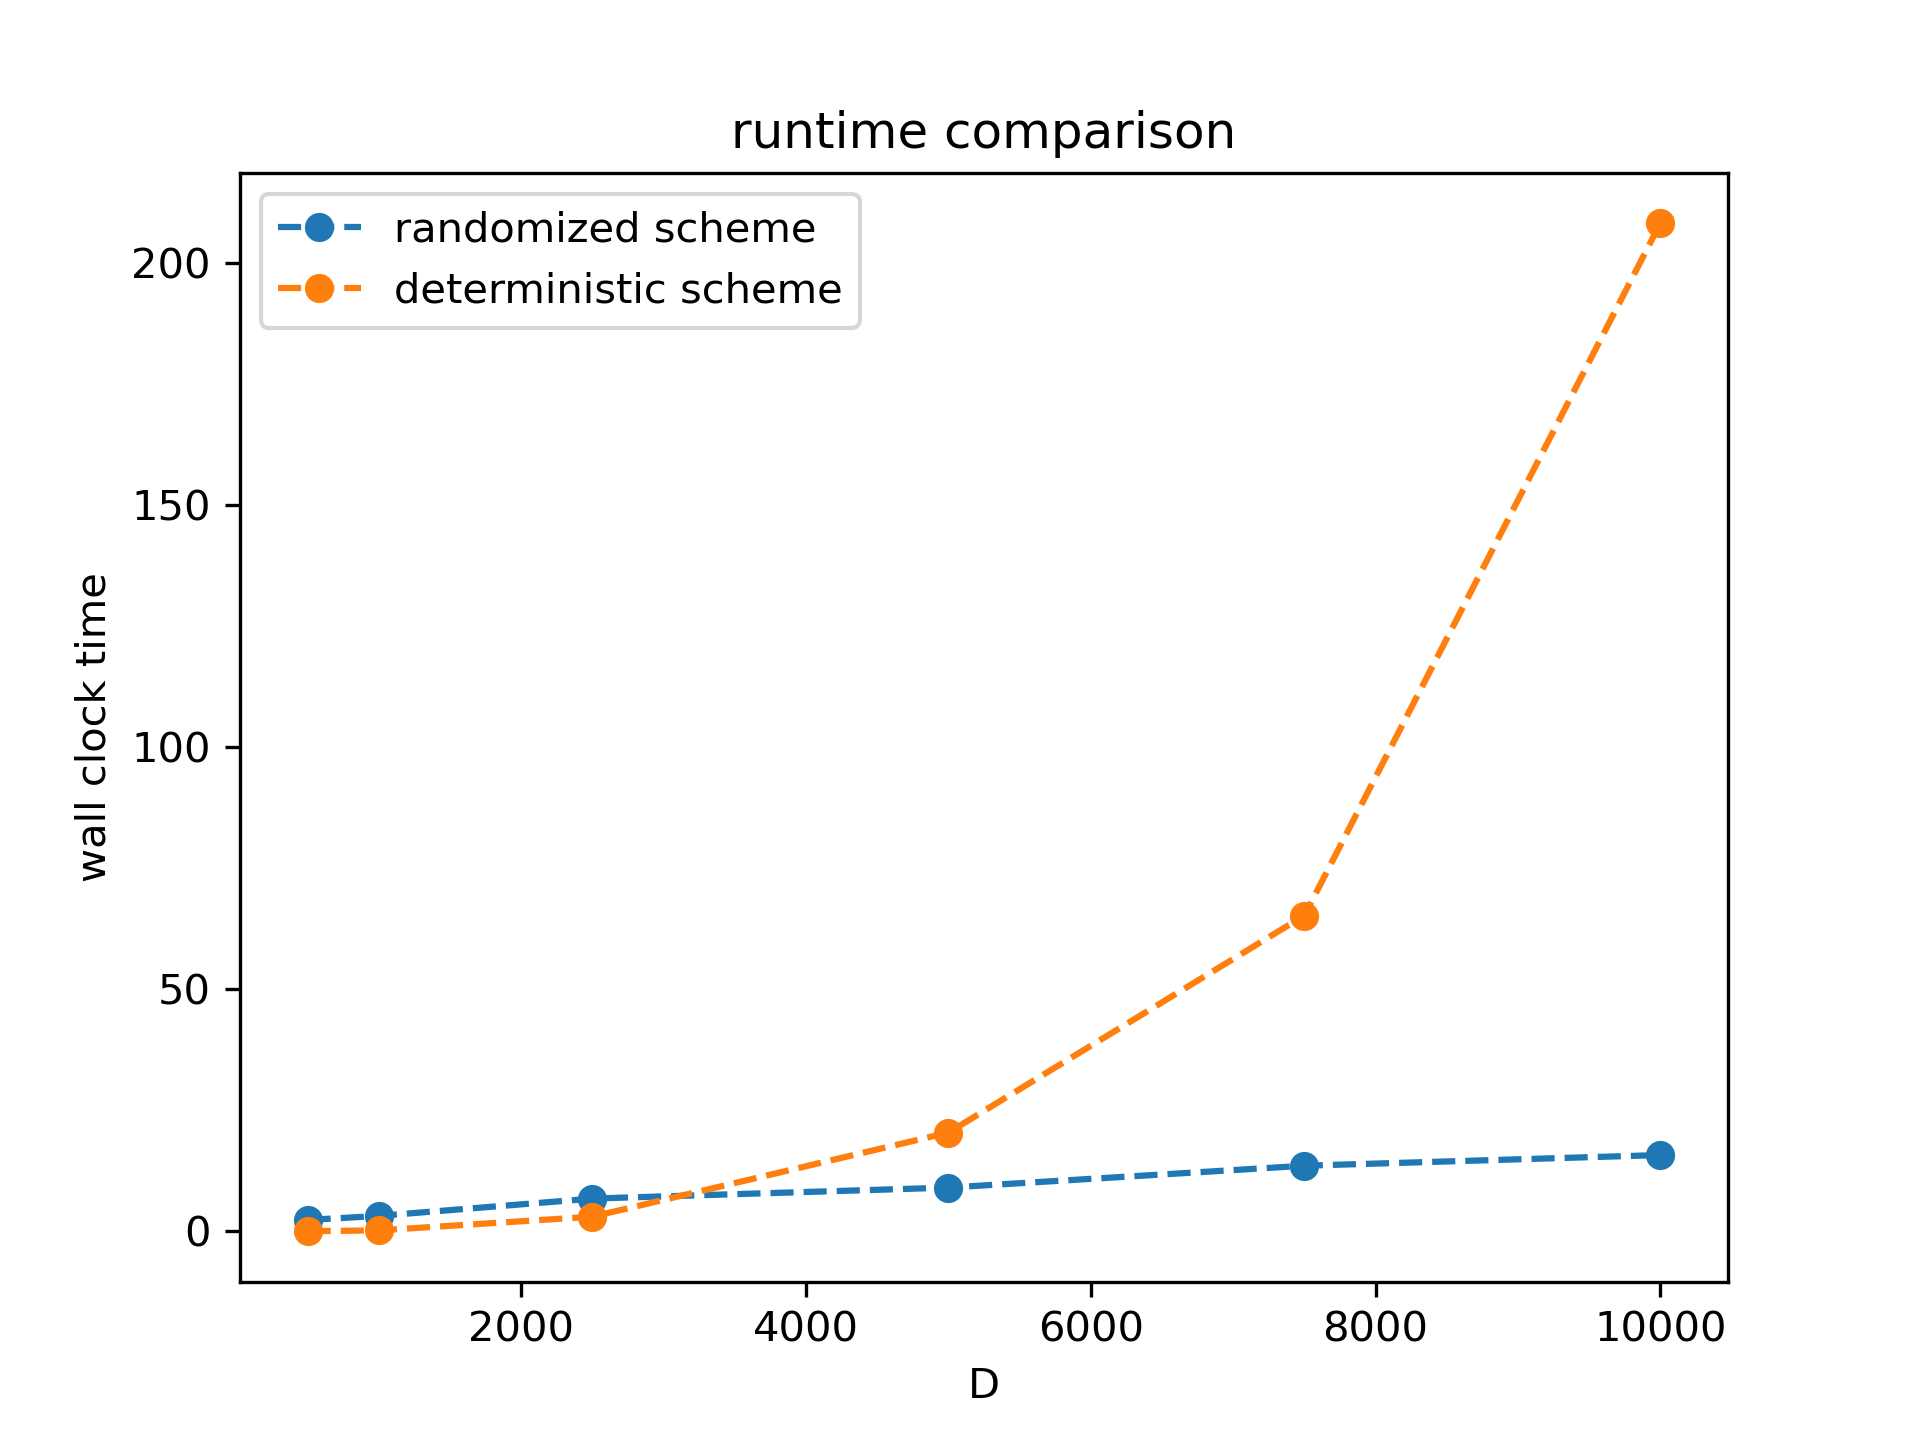 runtime comparison
randomized scheme
deterministic scheme
200
150
100
50
0
wall clock time
2000 4000 6000 8000 10000
D